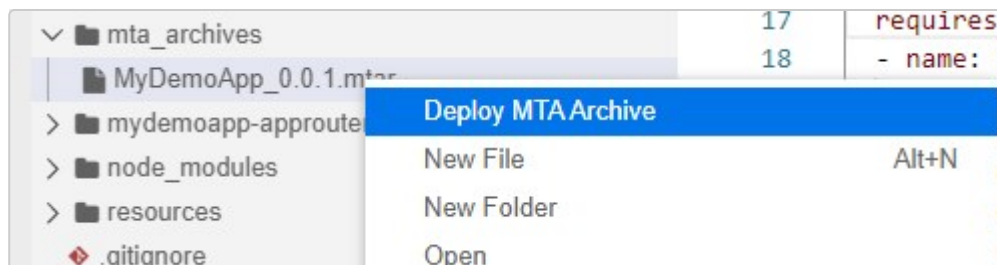 mta_archives
MyDemoApp_0.0.1.mtar
mydemoapp-approute
node_modules
resources
.gitignore
Deploy MTA Archive
New File Alt+N
New Folder
Open
17 requires
18 - name: